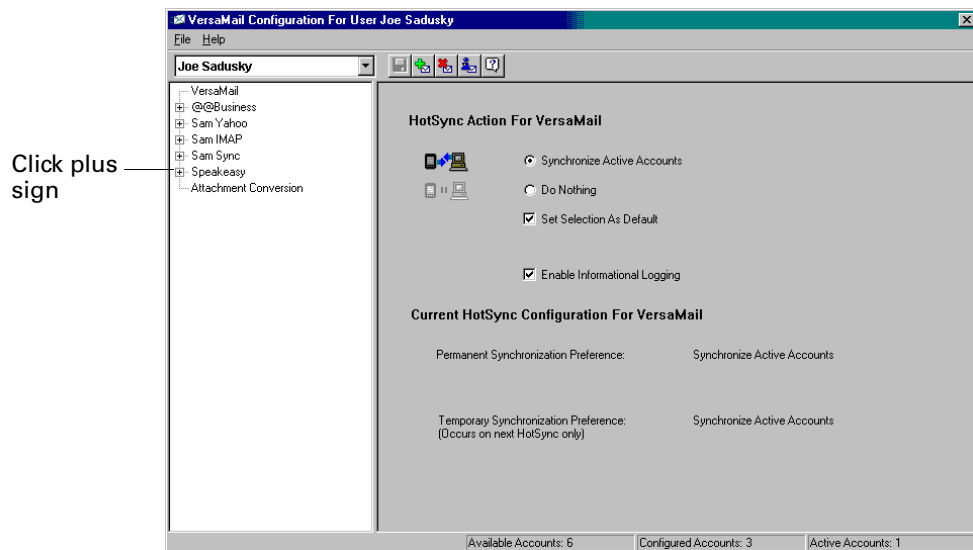 VersaMail Configuration For User Joe Sadusky
File Help
Joe Sadusky
VersaMail
@@Business
Sam Yahoo
Sam IMAP
Sam Sync
Speakeasy
Attachment Conversion
Click plus
sign
HotSync Action For VersaMail
Synchronize Active Accounts
Do Nothing
Set Selection As Default
Enable Informational Logging
Current HotSync Configuration For VersaMail
Permanent Synchronization Preference: Synchronize Active Accounts
Temporary Synchronization Preference: Synchronize Active Accounts
(Occurs on next HotSync only)
Available Accounts: 6 Configured Accounts: 3 Active Accounts: 1